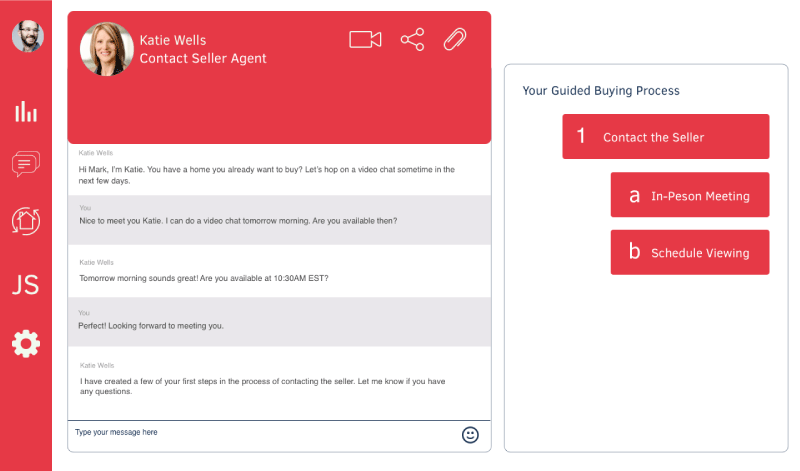 JS
Katie Wells
Contact Seller Agent
Katie Wells
Hi Mark, I'm Katie. You have a home you already want to buy? Let's hop on a video chat sometime in the
next few days.
You
Nice to meet you Katie. I can do a video chat tomorrow morning. Are you available then?
Katie Wells
Tomorrow morning sounds great! Are you available at 10:30AM EST?
You
Perfect! Looking forward to meeting you.
Katie Wells
I have created a few of your first steps in the process of contacting the seller. Let me know if you have
any questions.
Type your message here
Your Guided Buying Process
1 Contact the Seller
a In-Peson Meeting
b Schedule Viewing